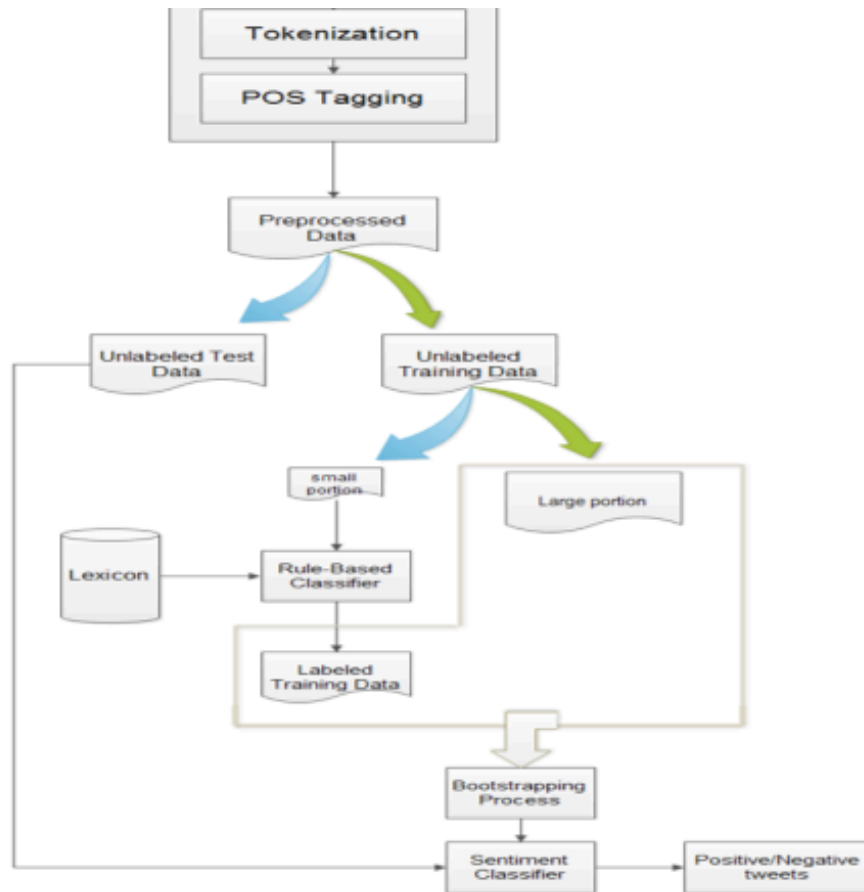 Tokenization
POS Tagging
Preprocessed
Data
Unlabeled Test
Data
Unlabeled
Training Data
small
portion
Large portion
Lexicon
Rule-Based
Classifier
Labeled
Training Data
Bootstrapping
Process
Sentiment
Classifier
Positive/Negative
tweets